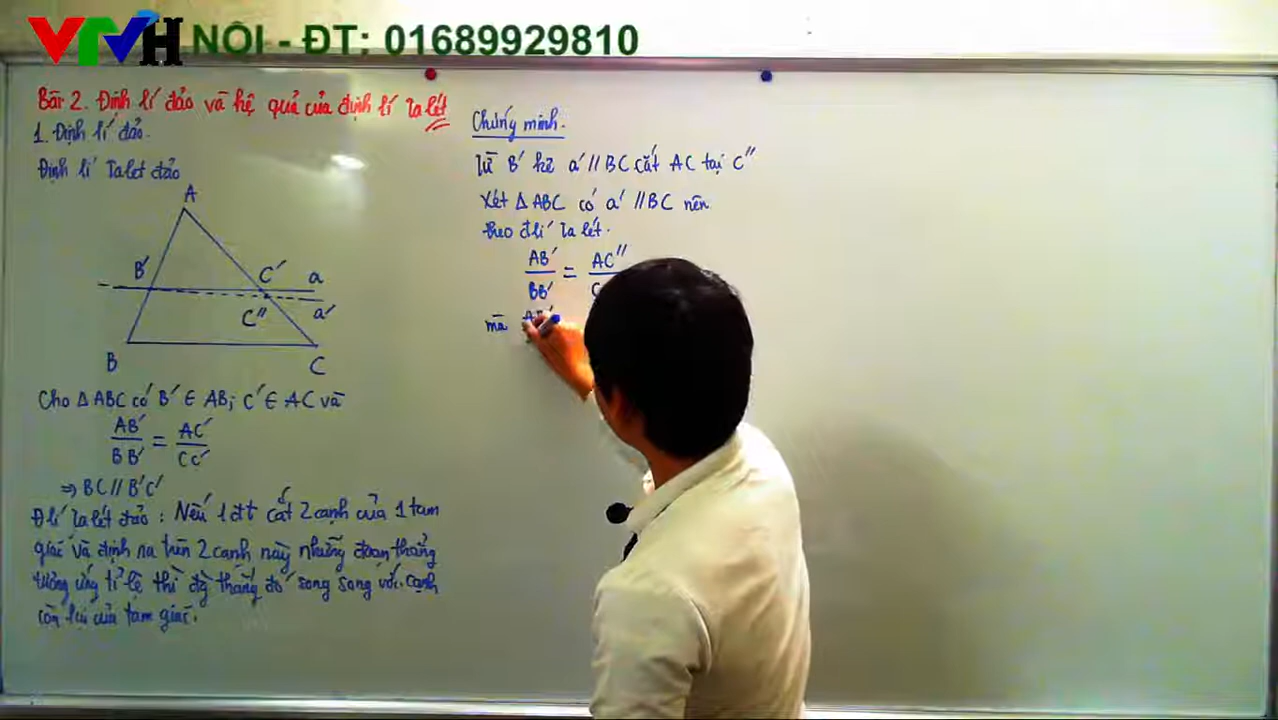 VTVH NỘI - ĐT: 01689929810
Bài 2. Định lí đảo và hệ quả của định lí Ta lét
1. Định lí đảo.
Định lí Talet đảo
A
B' C' a
C'' a'
B C
Cho Δ ABC có B' ∈ AB; C' ∈ AC và
AB'/BB' = AC'/CC'
⇒ BC // B'C'
Đ lí Ta lét đảo : Nếu 1 đt cắt 2 cạnh của 1 tam
giác và định ra trên 2 cạnh này những đoạn thẳng
tương ứng tỉ lệ thì đg thẳng đó song song với cạnh
còn lại của tam giác.
Chứng minh.
Từ B' kẻ a' // BC cắt AC tại C''
Xét Δ ABC có a' // BC nên
theo đ lí Ta lét.
AB'/BB' = AC''/C
mà